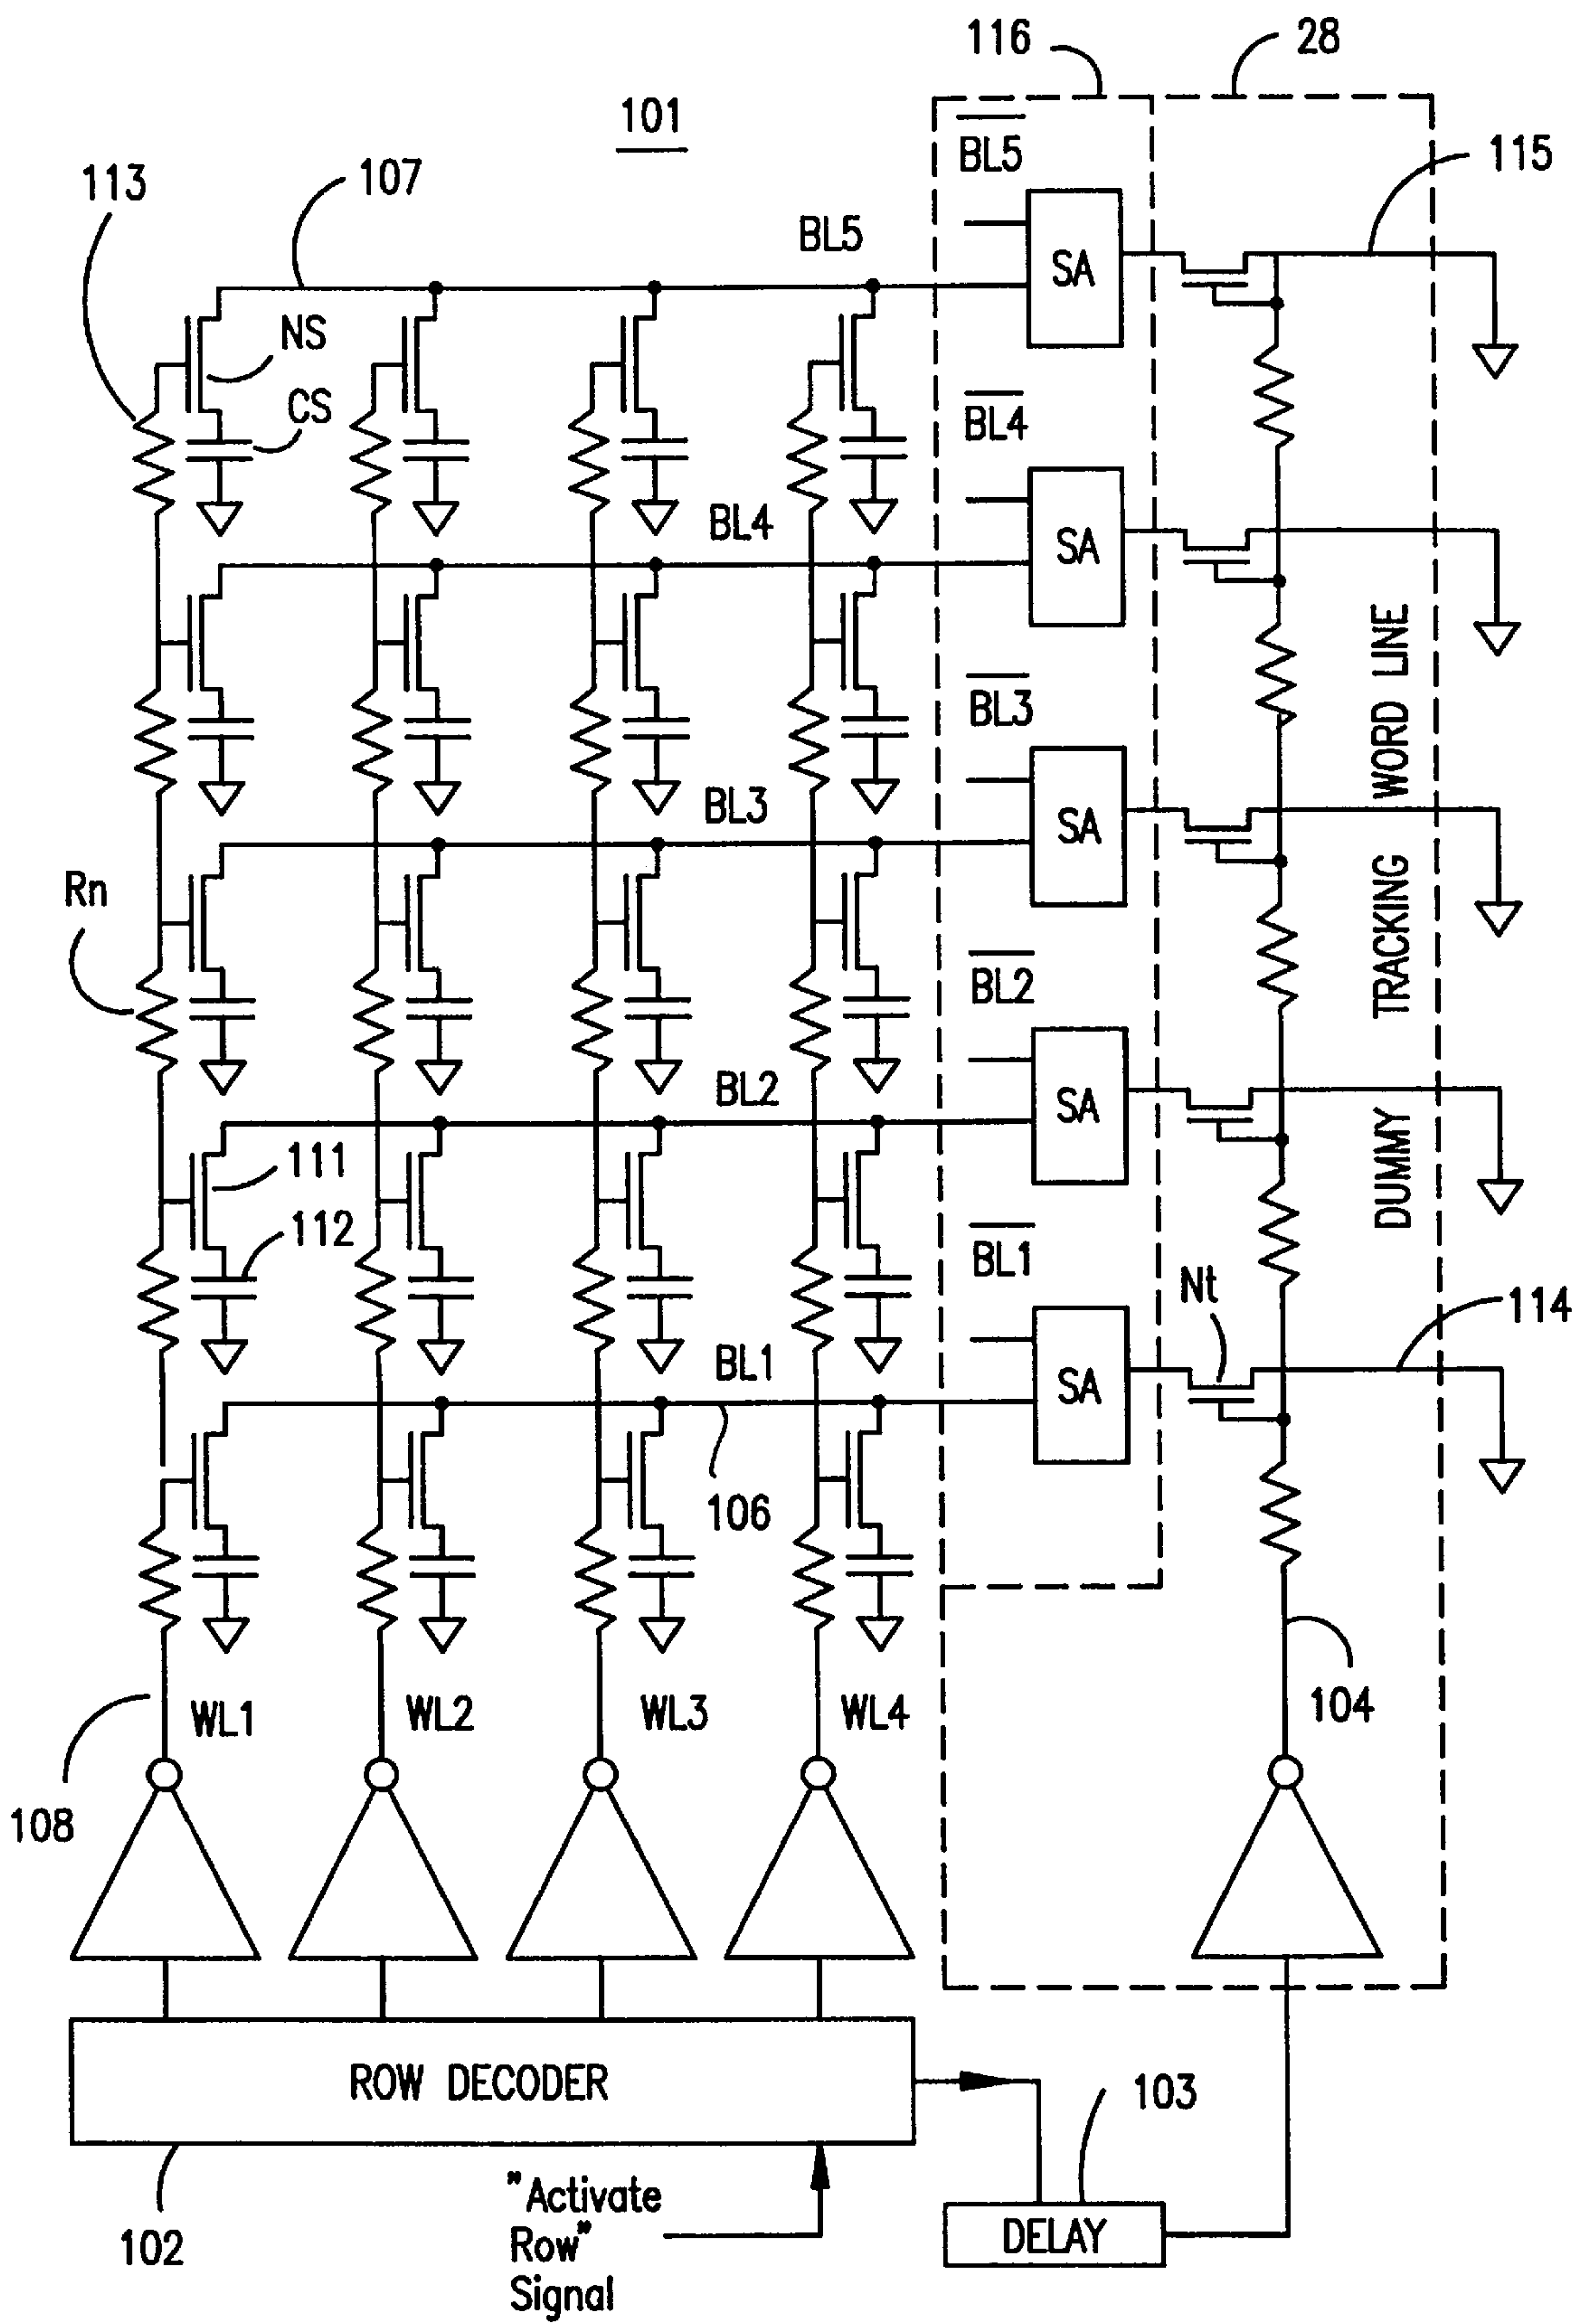 116
28
101
BL5
113
107
115
BL5
SA
NS
CS
BL4
BL4
SA
WORD LINE
BL3
BL3
SA
Rn
TRACKING
BL2
BL2
SA
111
DUMMY
112
BL1
Nt
114
BL1
SA
106
104
WL1
WL2
WL3
WL4
108
ROW DECODER
103
102
"Activate
Row"
Signal
DELAY